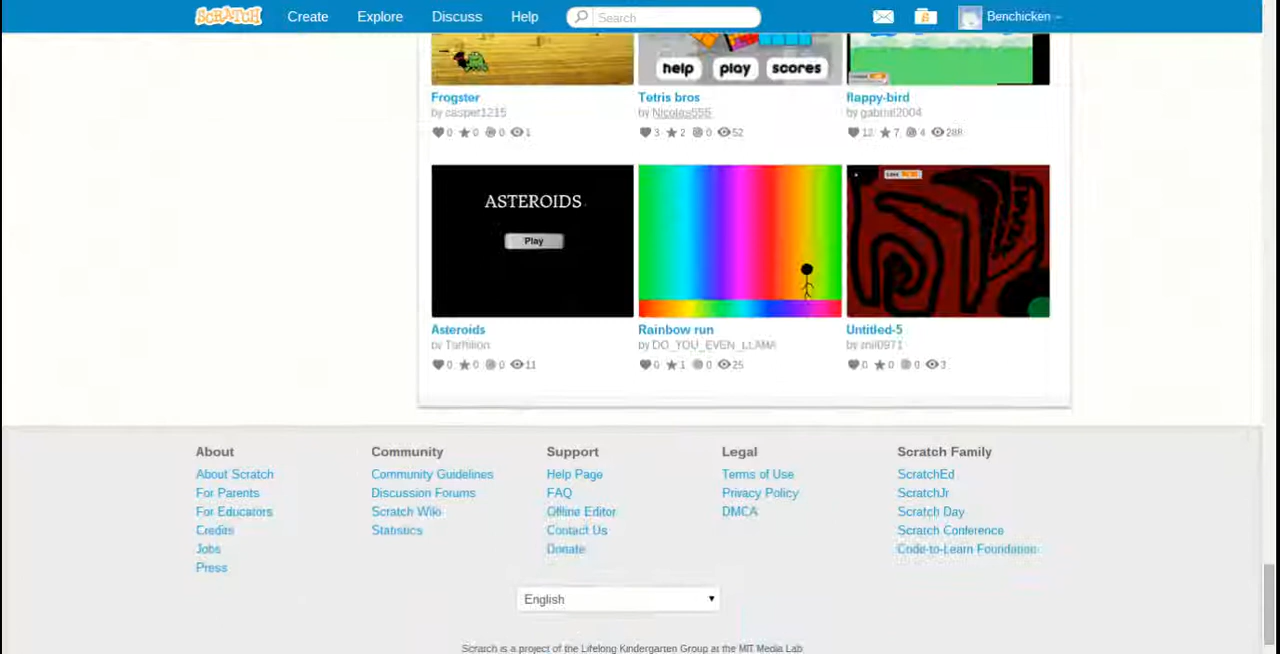 SCRATCH Create Explore Discuss Help Search Benchicken
help play scores
Frogster Tetris bros flappy-bird
by casper1215 by Nicolas555 by gabriel2004
0 0 0 1 3 2 0 52 12 7 4 288
ASTEROIDS
Play
Asteroids Rainbow run Untitled-5
by DO_YOU_EVEN_LLAMA by mil0971
0 0 0 11 0 1 0 25 0 0 0 3
About Community Support Legal Scratch Family
About Scratch Community Guidelines Help Page Terms of Use ScratchEd
For Parents Discussion Forums FAQ Privacy Policy ScratchJr
For Educators Scratch Wiki Offline Editor DMCA Scratch Day
Credits Statistics Contact Us Scratch Conference
Jobs Donate Code-to-Learn Foundation
Press
English
Scratch is a project of the Lifelong Kindergarten Group at the MIT Media Lab